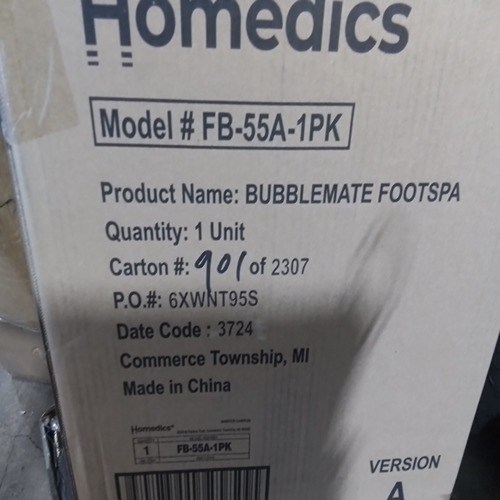 Homedics
Model # FB-55A-1PK
Product Name: BUBBLEMATE FOOTSPA
Quantity: 1 Unit
Carton #: 901 of 2307
P.O.#: 6XWNT95S
Date Code : 3724
Commerce Township, MI
Made in China
Homedics
1 FB-55A-1PK
VERSION
A